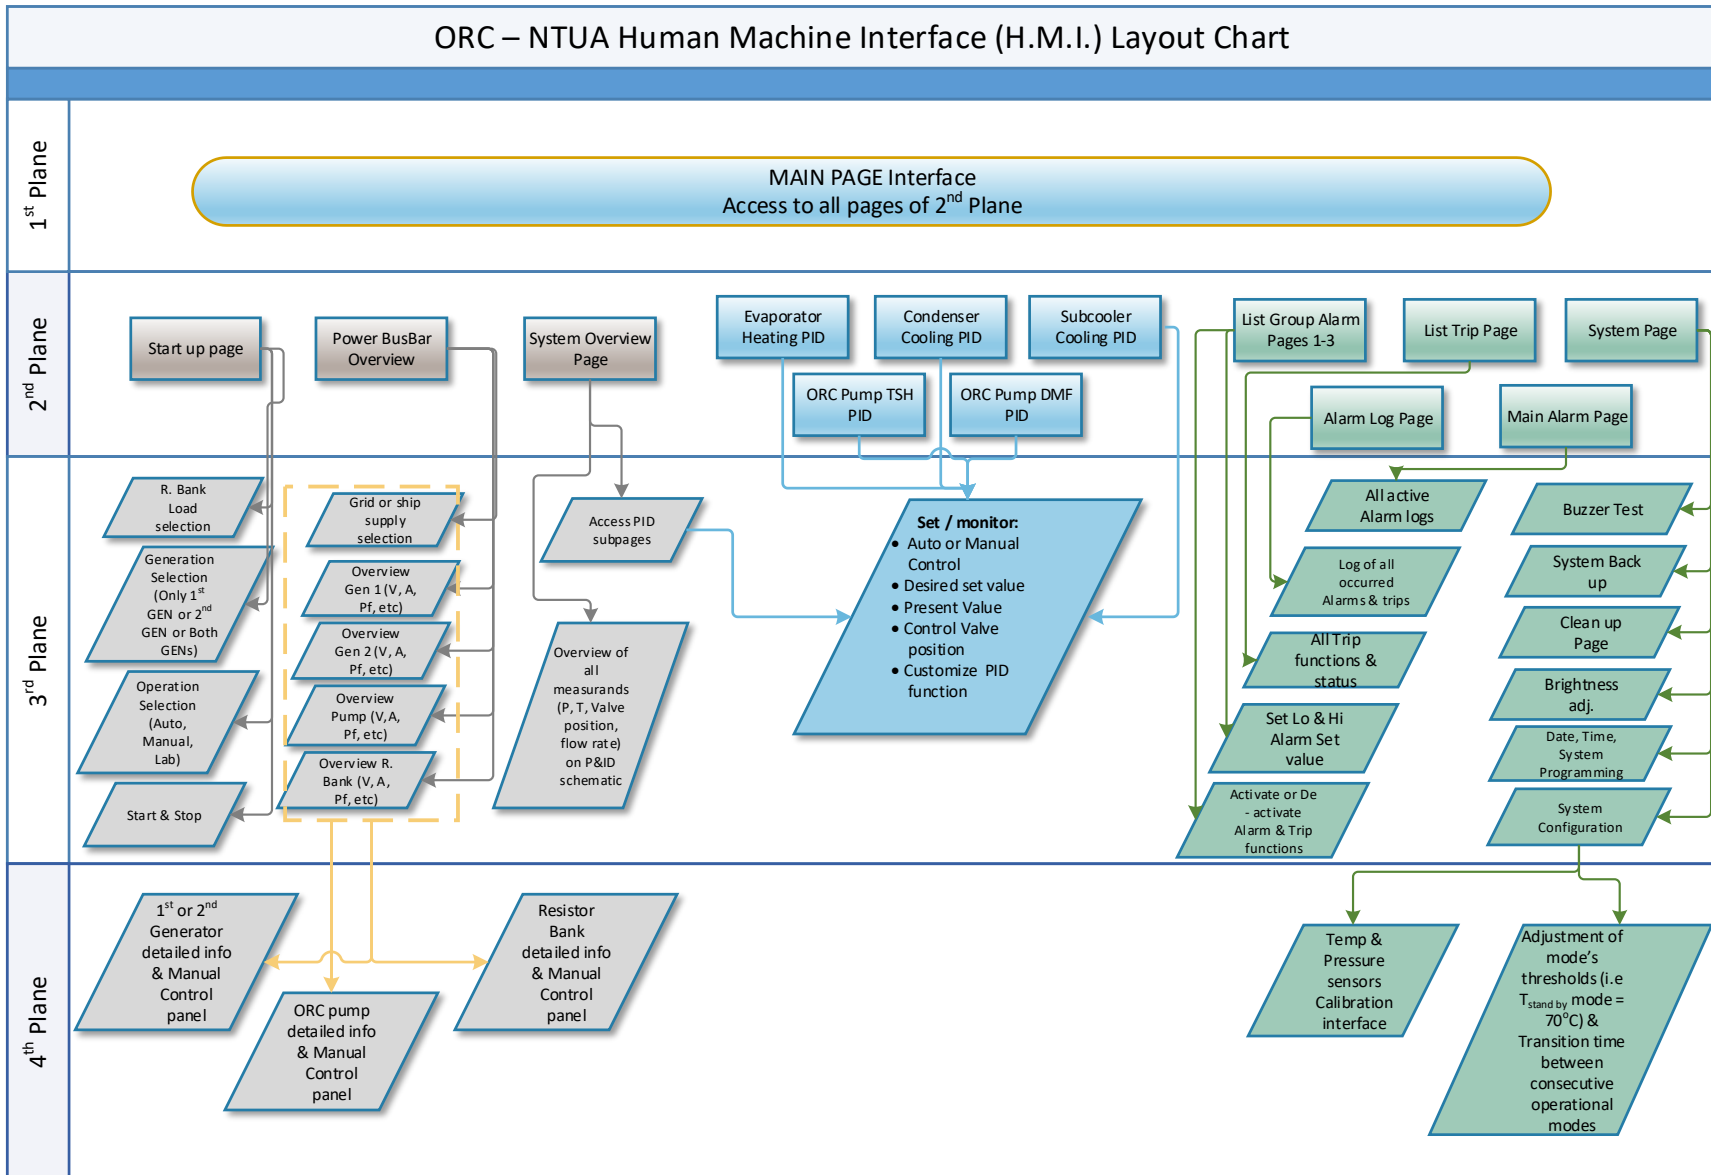 ORC – NTUA Human Machine Interface (H.M.I.) Layout Chart
1st Plane
MAIN PAGE Interface
Access to all pages of 2nd Plane
2nd Plane
Start up page
Power BusBar
Overview
System Overview
Page
Evaporator
Heating PID
Condenser
Cooling PID
Subcooler
Cooling PID
ORC Pump TSH
PID
ORC Pump DMF
PID
List Group Alarm
Pages 1-3
List Trip Page
System Page
Alarm Log Page
Main Alarm Page
3rd Plane
R. Bank
Load
selection
Generation
Selection
(Only 1st
GEN or 2nd
GEN or Both
GENs)
Operation
Selection
(Auto,
Manual,
Lab)
Start & Stop
Grid or ship
supply
selection
Overview
Gen 1 (V, A,
Pf, etc)
Overview
Gen 2 (V, A,
Pf, etc)
Overview
Pump (V, A,
Pf, etc)
Overview R.
Bank (V, A,
Pf, etc)
Access PID
subpages
Overview of
all
measurands
(P, T, Valve
position,
flow rate)
on P&ID
schematic
Set / monitor:
• Auto or Manual
Control
• Desired set value
• Present Value
• Control Valve
position
• Customize PID
function
All active
Alarm logs
Log of all
occurred
Alarms & trips
All Trip
functions &
status
Set Lo & Hi
Alarm Set
value
Activate or De
- activate
Alarm & Trip
functions
Buzzer Test
System Back
up
Clean up
Page
Brightness
adj.
Date, Time,
System
Programming
System
Configuration
4th Plane
1st or 2nd
Generator
detailed info
& Manual
Control
panel
ORC pump
detailed info
& Manual
Control
panel
Resistor
Bank
detailed info
& Manual
Control
panel
Temp &
Pressure
sensors
Calibration
interface
Adjustment of
mode's
thresholds (i.e
Tstand by mode =
70oC) &
Transition time
between
consecutive
operational
modes